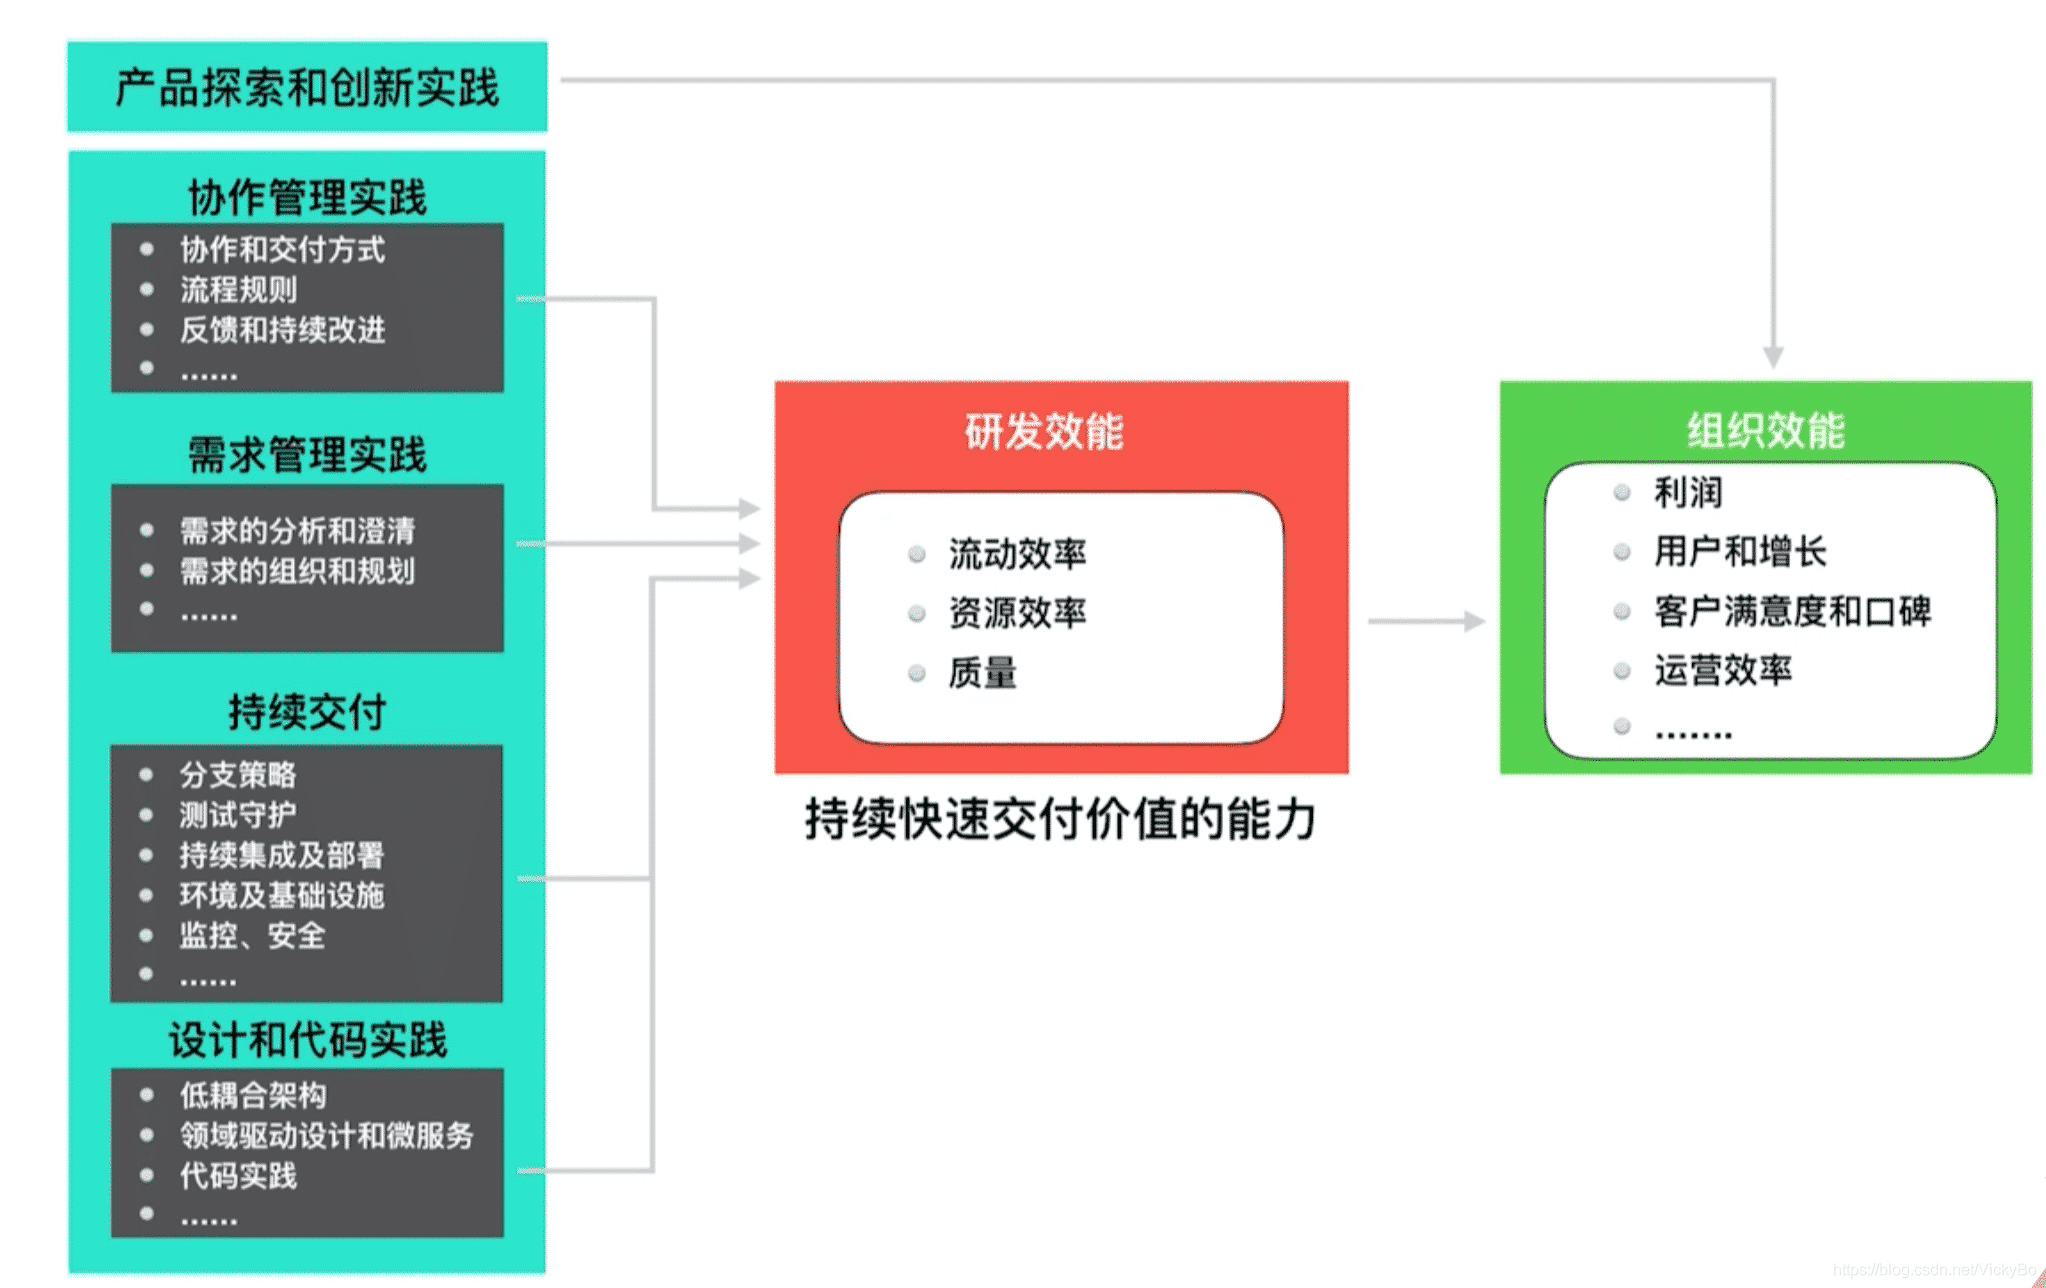 产品探索和创新实践
协作管理实践
协作和交付方式
流程规则
反馈和持续改进
......
需求管理实践
需求的分析和澄清
需求的组织和规划
......
持续交付
分支策略
测试守护
持续集成及部署
环境及基础设施
监控、安全
......
设计和代码实践
低耦合架构
领域驱动设计和微服务
代码实践
......
研发效能
流动效率
资源效率
质量
持续快速交付价值的能力
组织效能
利润
用户和增长
客户满意度和口碑
运营效率
.......
https://blog.csdn.net/VickyBo